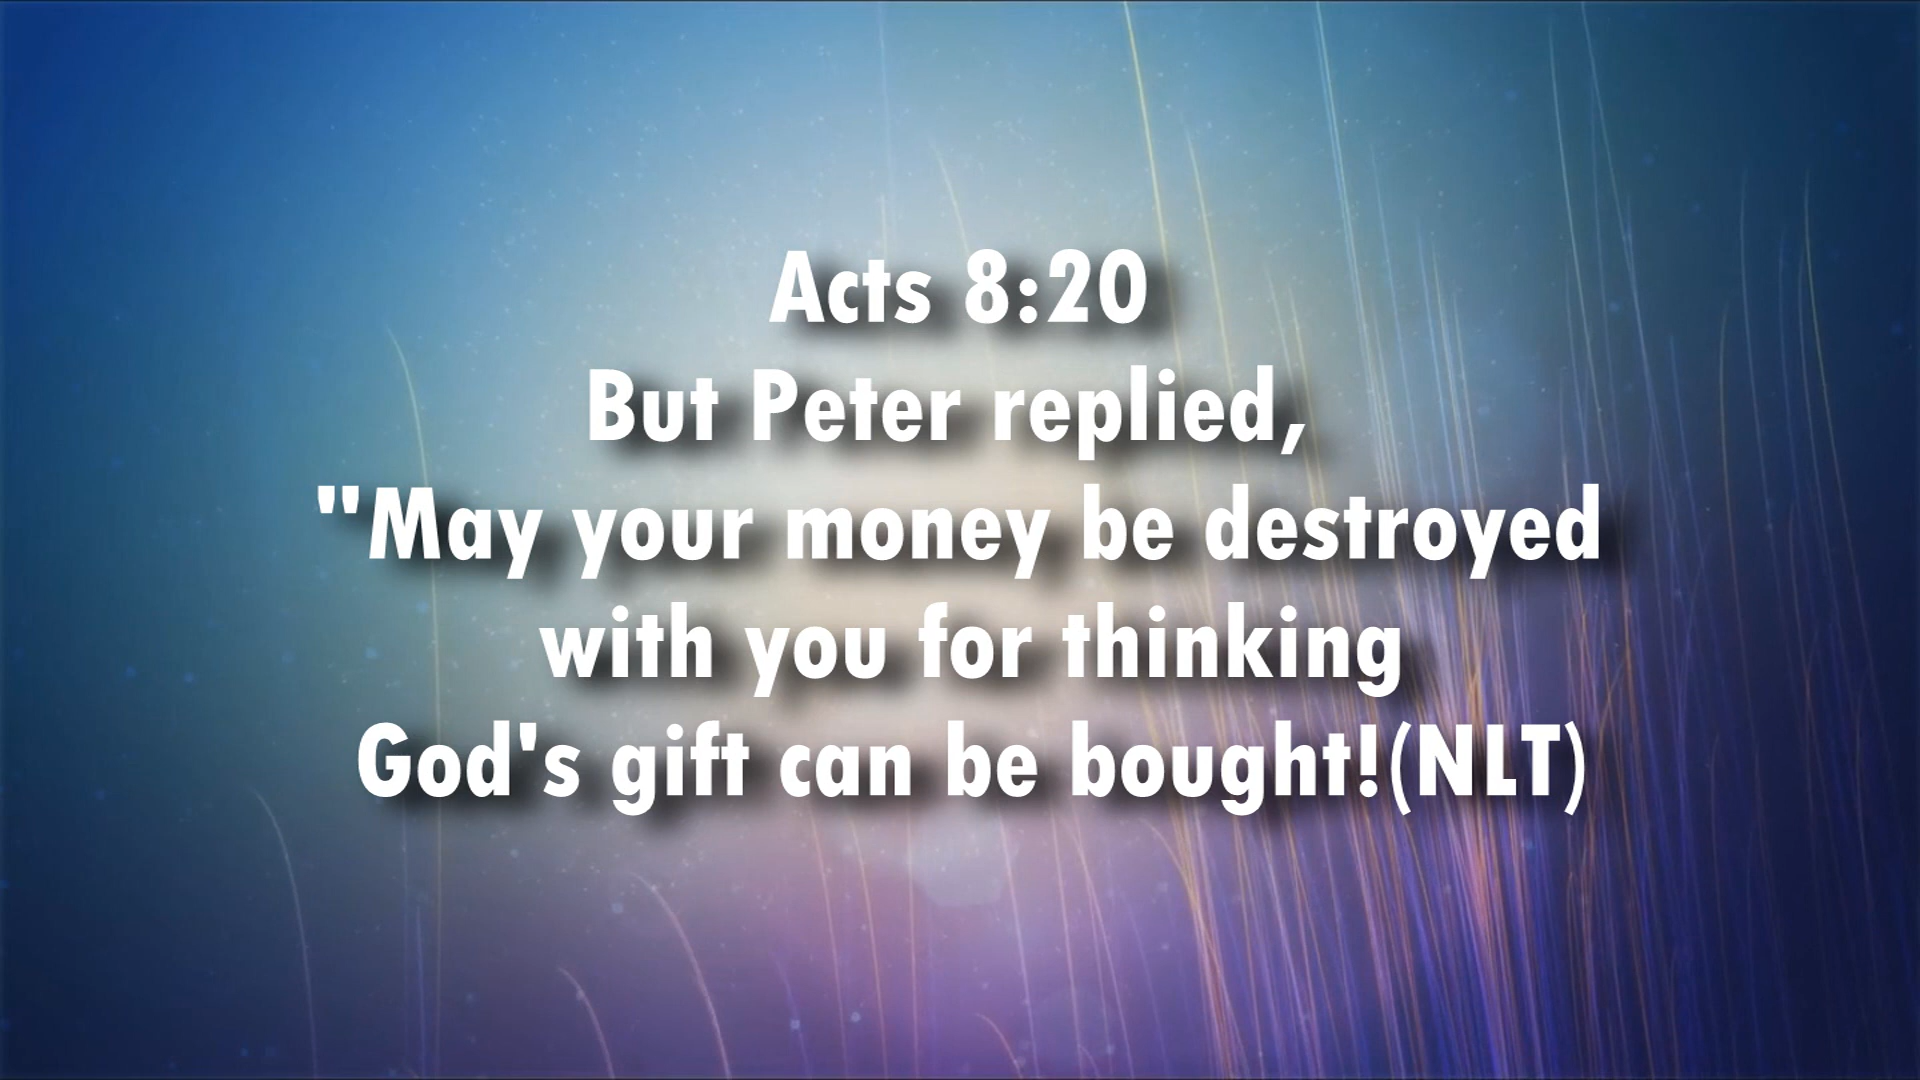 Acts 8:20
But Peter replied,
"May your money be destroyed
with you for thinking
God's gift can be bought!(NLT)